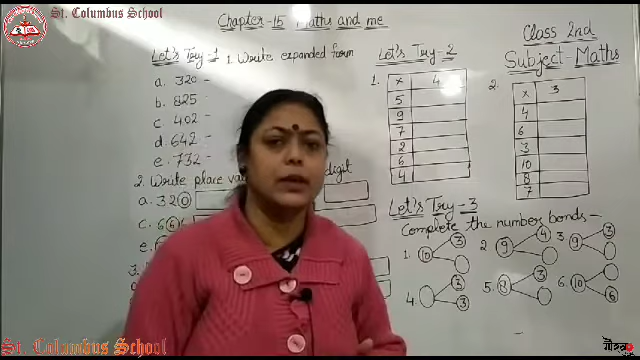 St. Columbus School
Chapter-15 Maths and me
Class 2nd
Subject-Maths
Let's Try-1 1. Write expanded form
a. 320 -
b. 825 -
c. 402 -
d. 642 -
e. 732 -
2. Write place digit
a. 320
c.
e.
3.
Let's Try-2
1.
x 4
5
9
7
2
6
4
2.
x 3
4
6
3
10
8
7
Let's Try-3
Complete the number bonds-
1. 10 3
2 9 4
3 9 3
4. 3 3
5. 3
6. 10 6
St. Columbus School